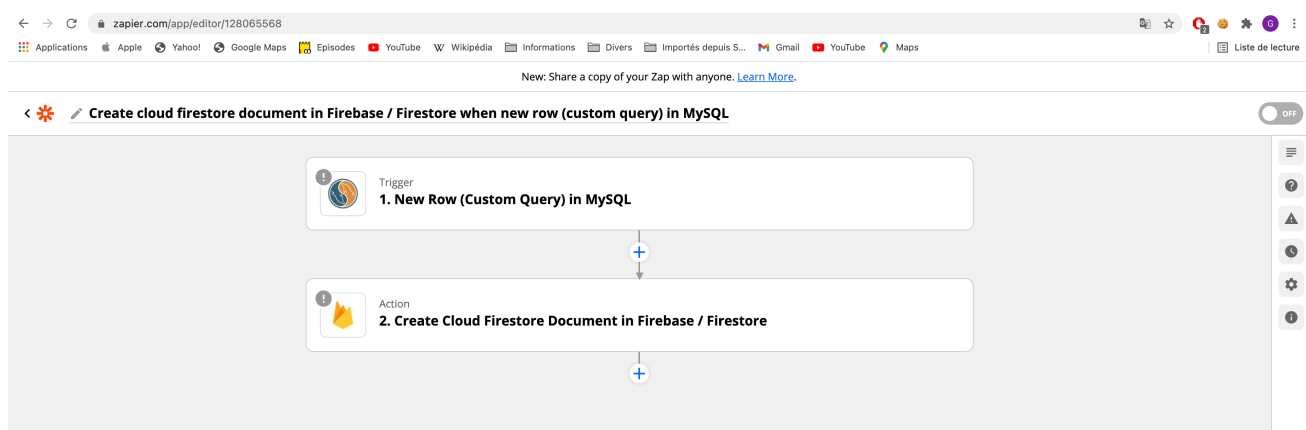 zapier.com/app/editor/128065568
G
2
Applications Apple Yahoo! Google Maps Episodes YouTube Wikipédia Informations Divers Importés depuis S... Gmail YouTube Maps Liste de lecture
New: Share a copy of your Zap with anyone. Learn More.
Create cloud firestore document in Firebase / Firestore when new row (custom query) in MySQL OFF
Trigger
1. New Row (Custom Query) in MySQL
Action
2. Create Cloud Firestore Document in Firebase / Firestore